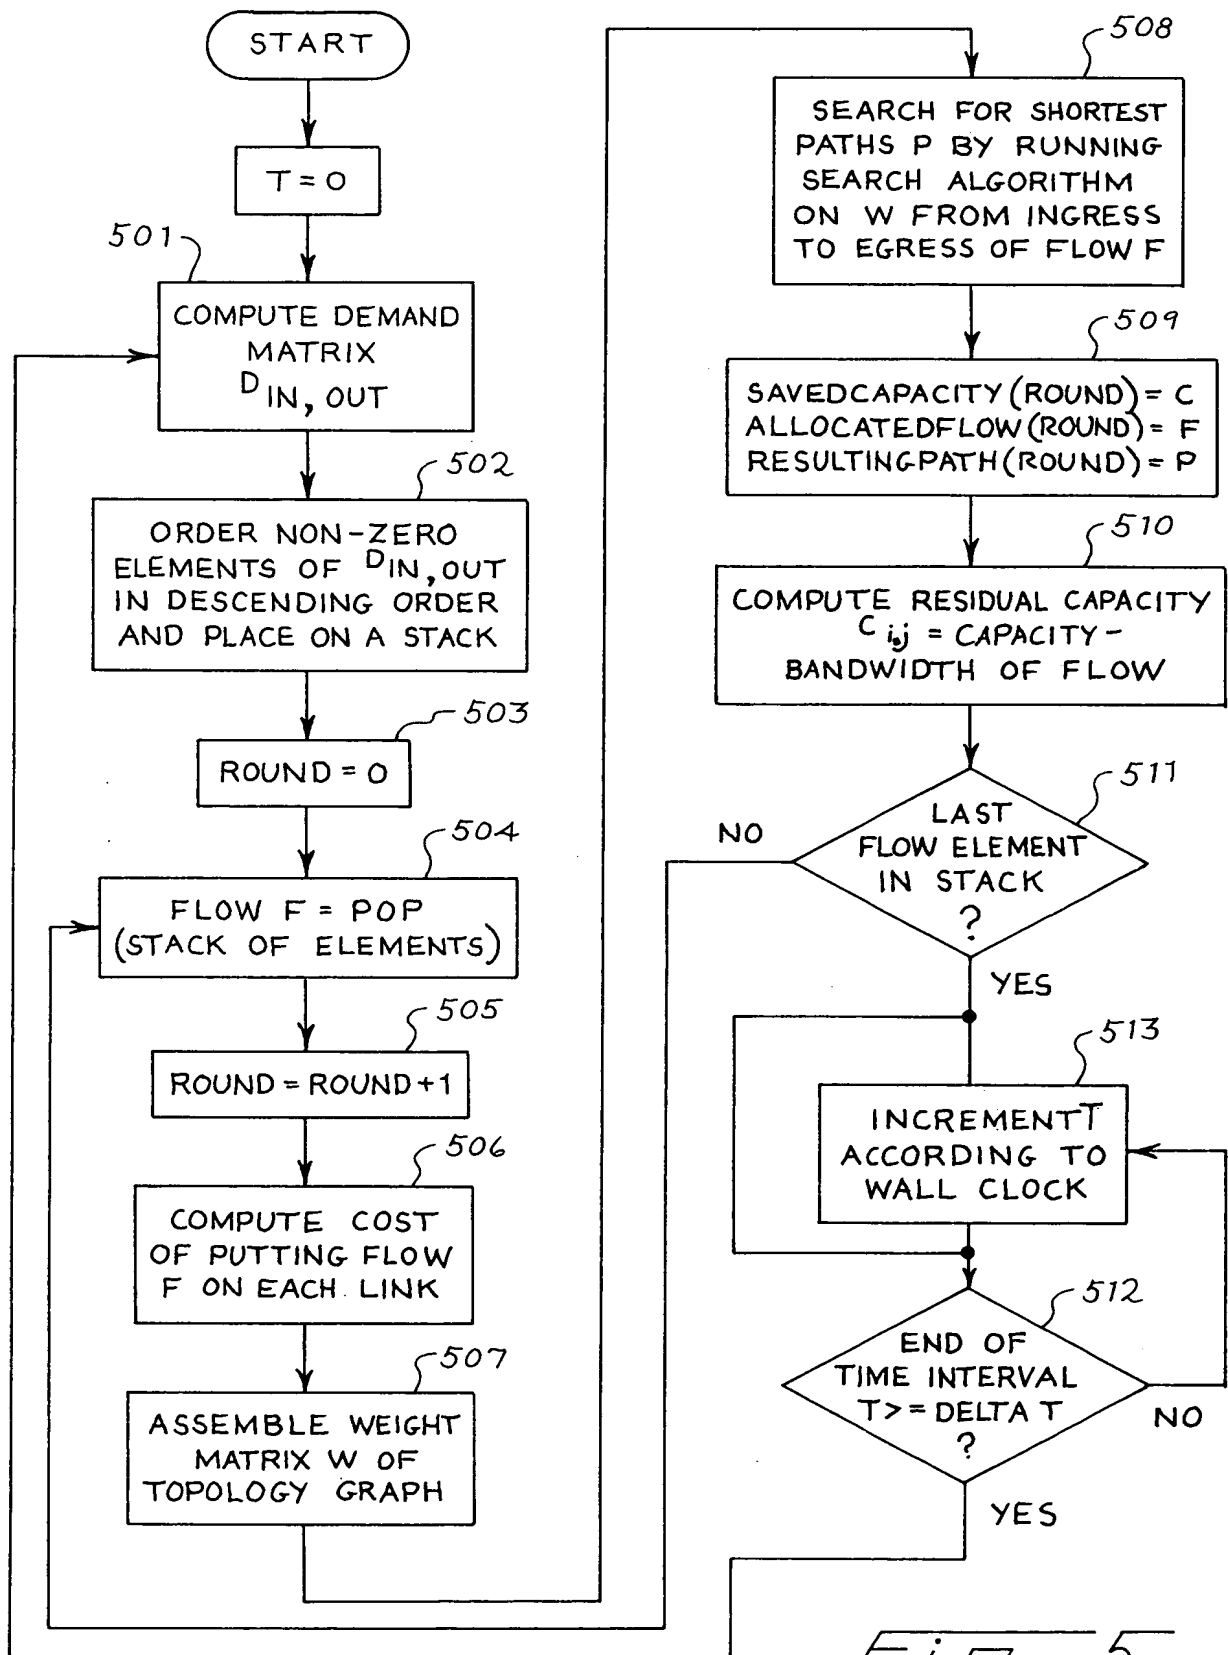 START
T = 0
501
COMPUTE DEMAND
MATRIX
D IN, OUT
502
ORDER NON-ZERO
ELEMENTS OF D IN, OUT
IN DESCENDING ORDER
AND PLACE ON A STACK
503
ROUND = 0
504
FLOW F = POP
(STACK OF ELEMENTS)
505
ROUND = ROUND+1
506
COMPUTE COST
OF PUTTING FLOW
F ON EACH LINK
507
ASSEMBLE WEIGHT
MATRIX W OF
TOPOLOGY GRAPH
508
SEARCH FOR SHORTEST
PATHS P BY RUNNING
SEARCH ALGORITHM
ON W FROM INGRESS
TO EGRESS OF FLOW F
509
SAVEDCAPACITY (ROUND) = C
ALLOCATEDFLOW (ROUND) = F
RESULTINGPATH (ROUND) = P
510
COMPUTE RESIDUAL CAPACITY
C i,j = CAPACITY -
BANDWIDTH OF FLOW
511
LAST
FLOW ELEMENT
IN STACK
?
NO
YES
513
INCREMENT T
ACCORDING TO
WALL CLOCK
512
END OF
TIME INTERVAL
T >= DELTA T
?
NO
YES
Fig. 5